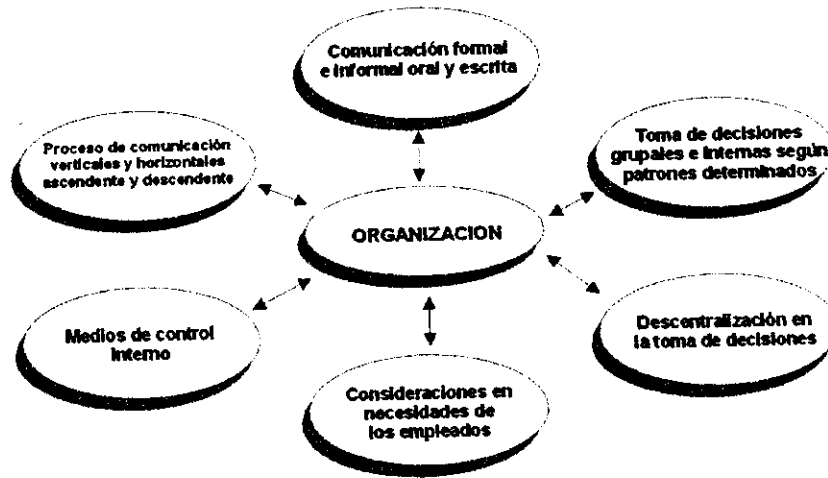 Comunicación formal
e informal oral y escrita
Proceso de comunicación
verticales y horizontales
ascendente y descendente
Toma de decisiones
grupales e internas según
patrones determinados
ORGANIZACION
Medios de control
interno
Descentralización en
la toma de decisiones
Consideraciones en
necesidades de
los empleados